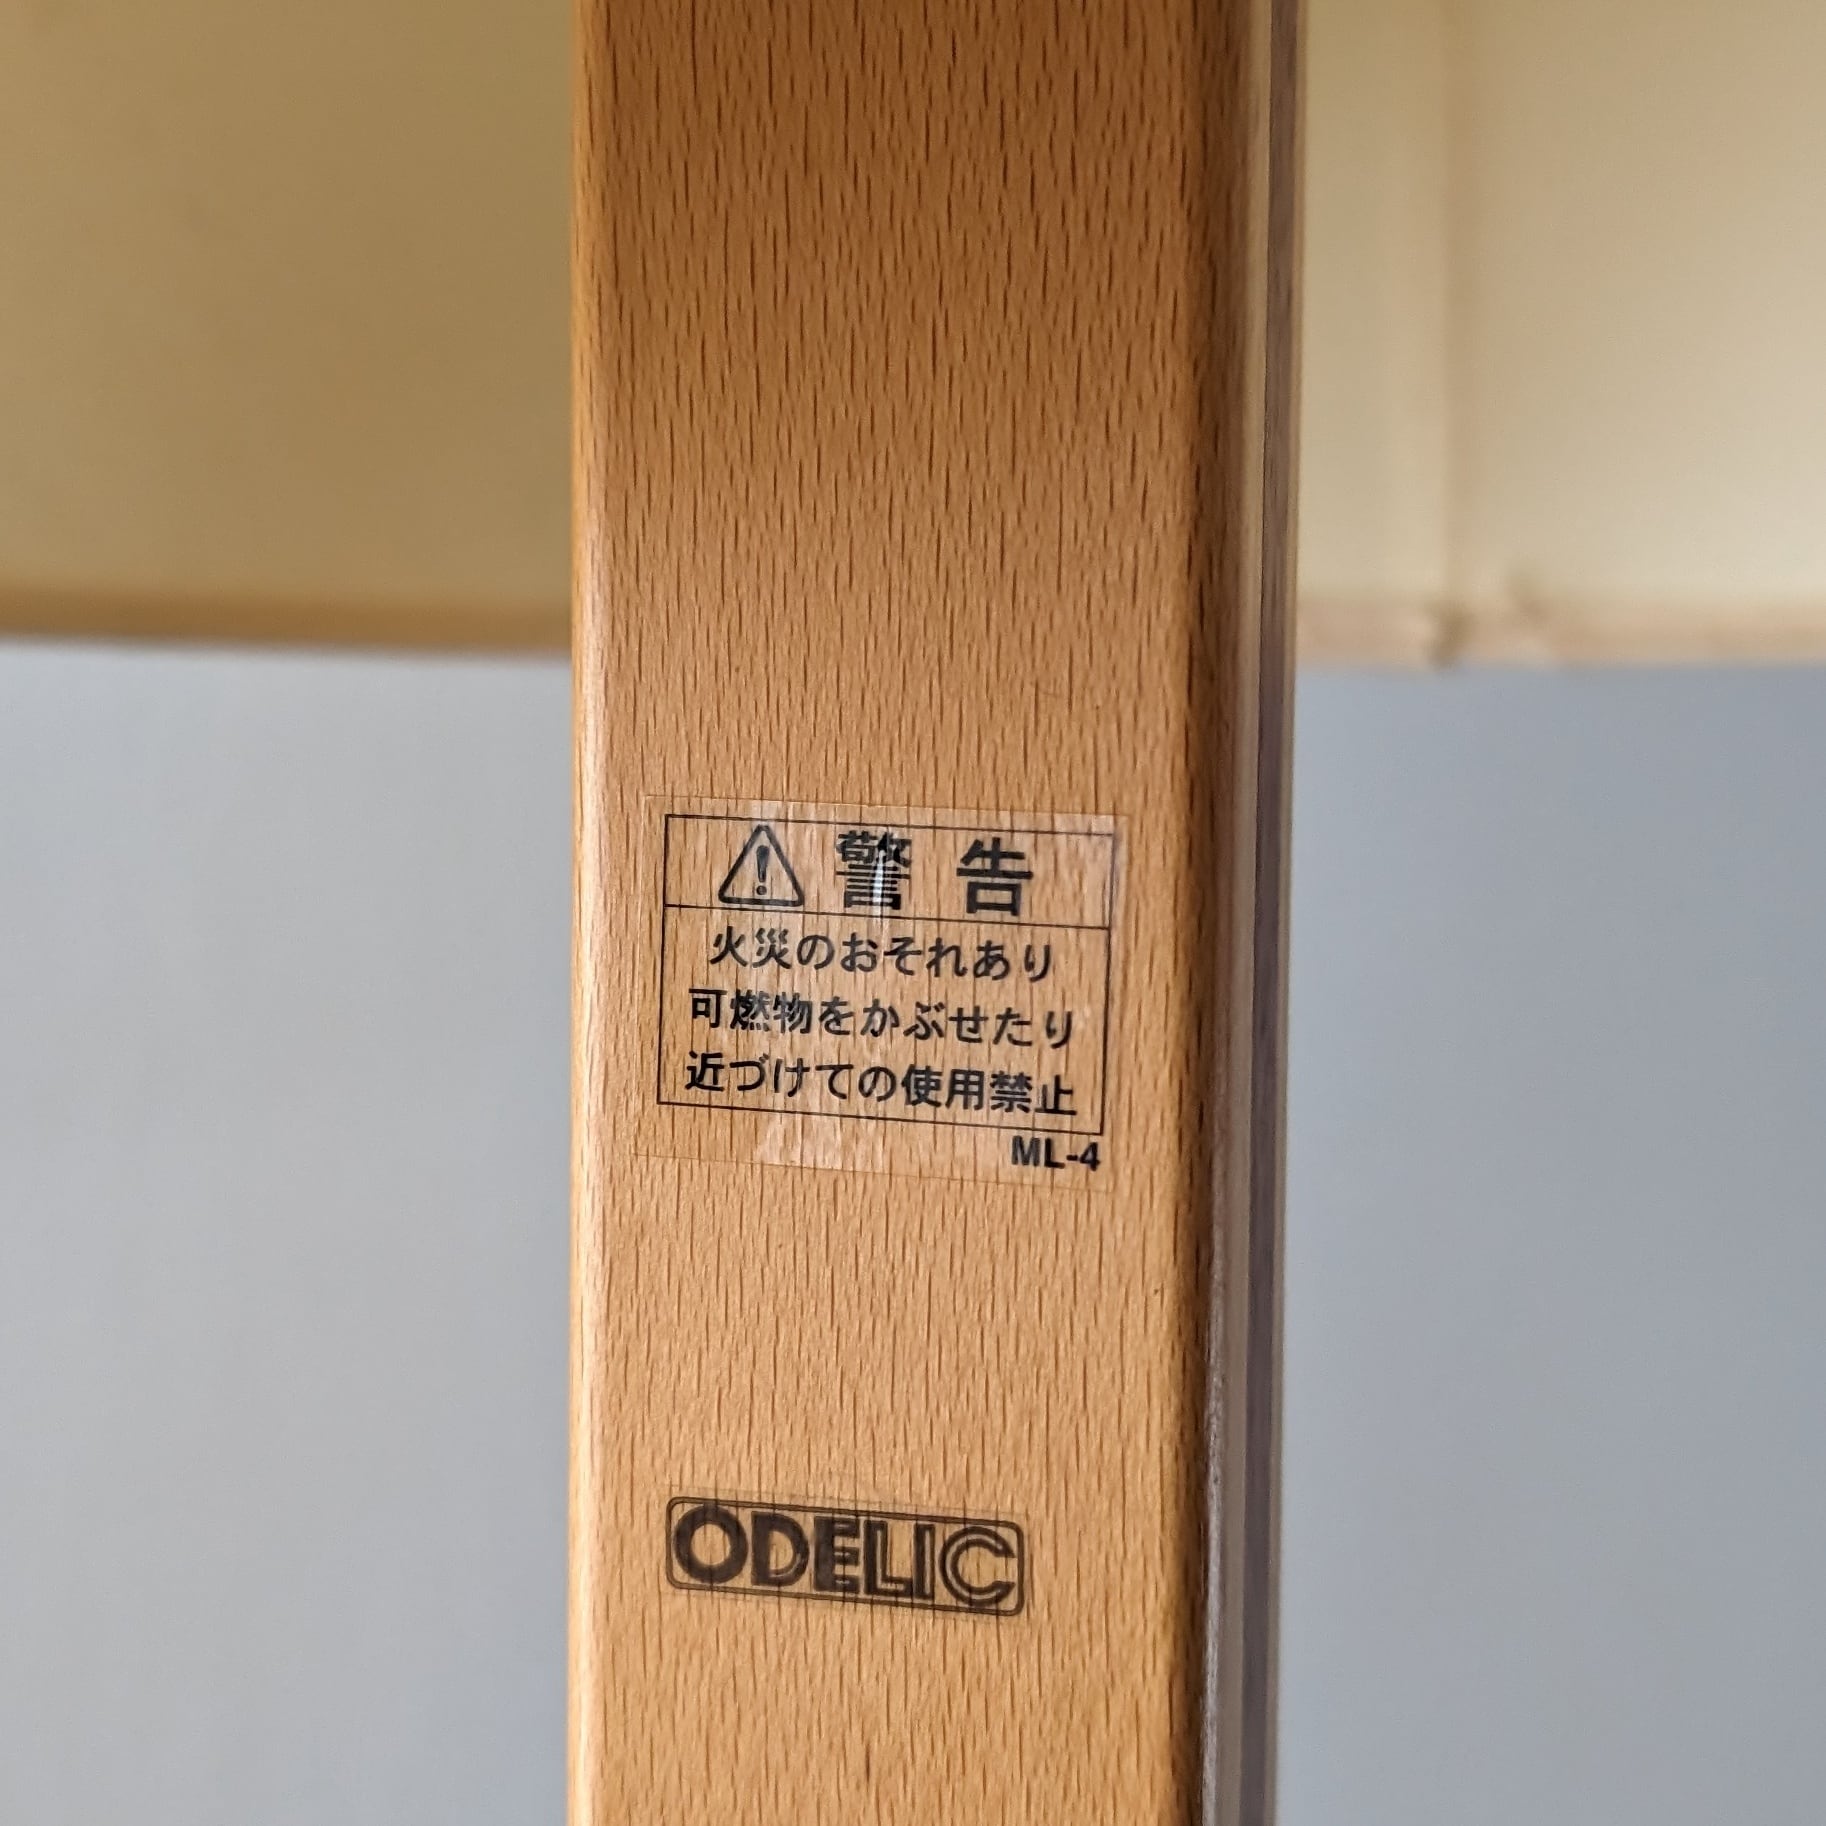 警告
火災のおそれあり
可燃物をかぶせたり
近づけての使用禁止
ML-4
ODELIC